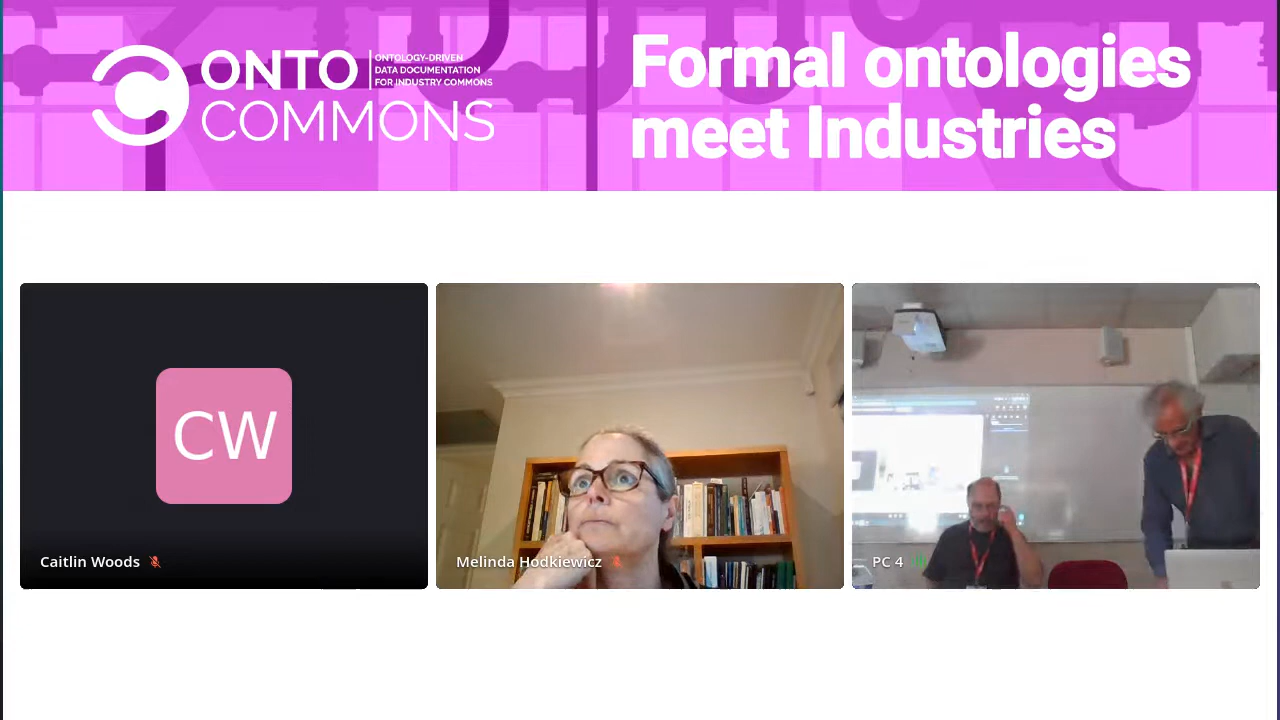 ONTO
COMMONS
ONTOLOGY-DRIVEN
DATA DOCUMENTATION
FOR INDUSTRY COMMONS
Formal ontologies
meet Industries
CW
Caitlin Woods
Melinda Hodkiewicz
PC 4